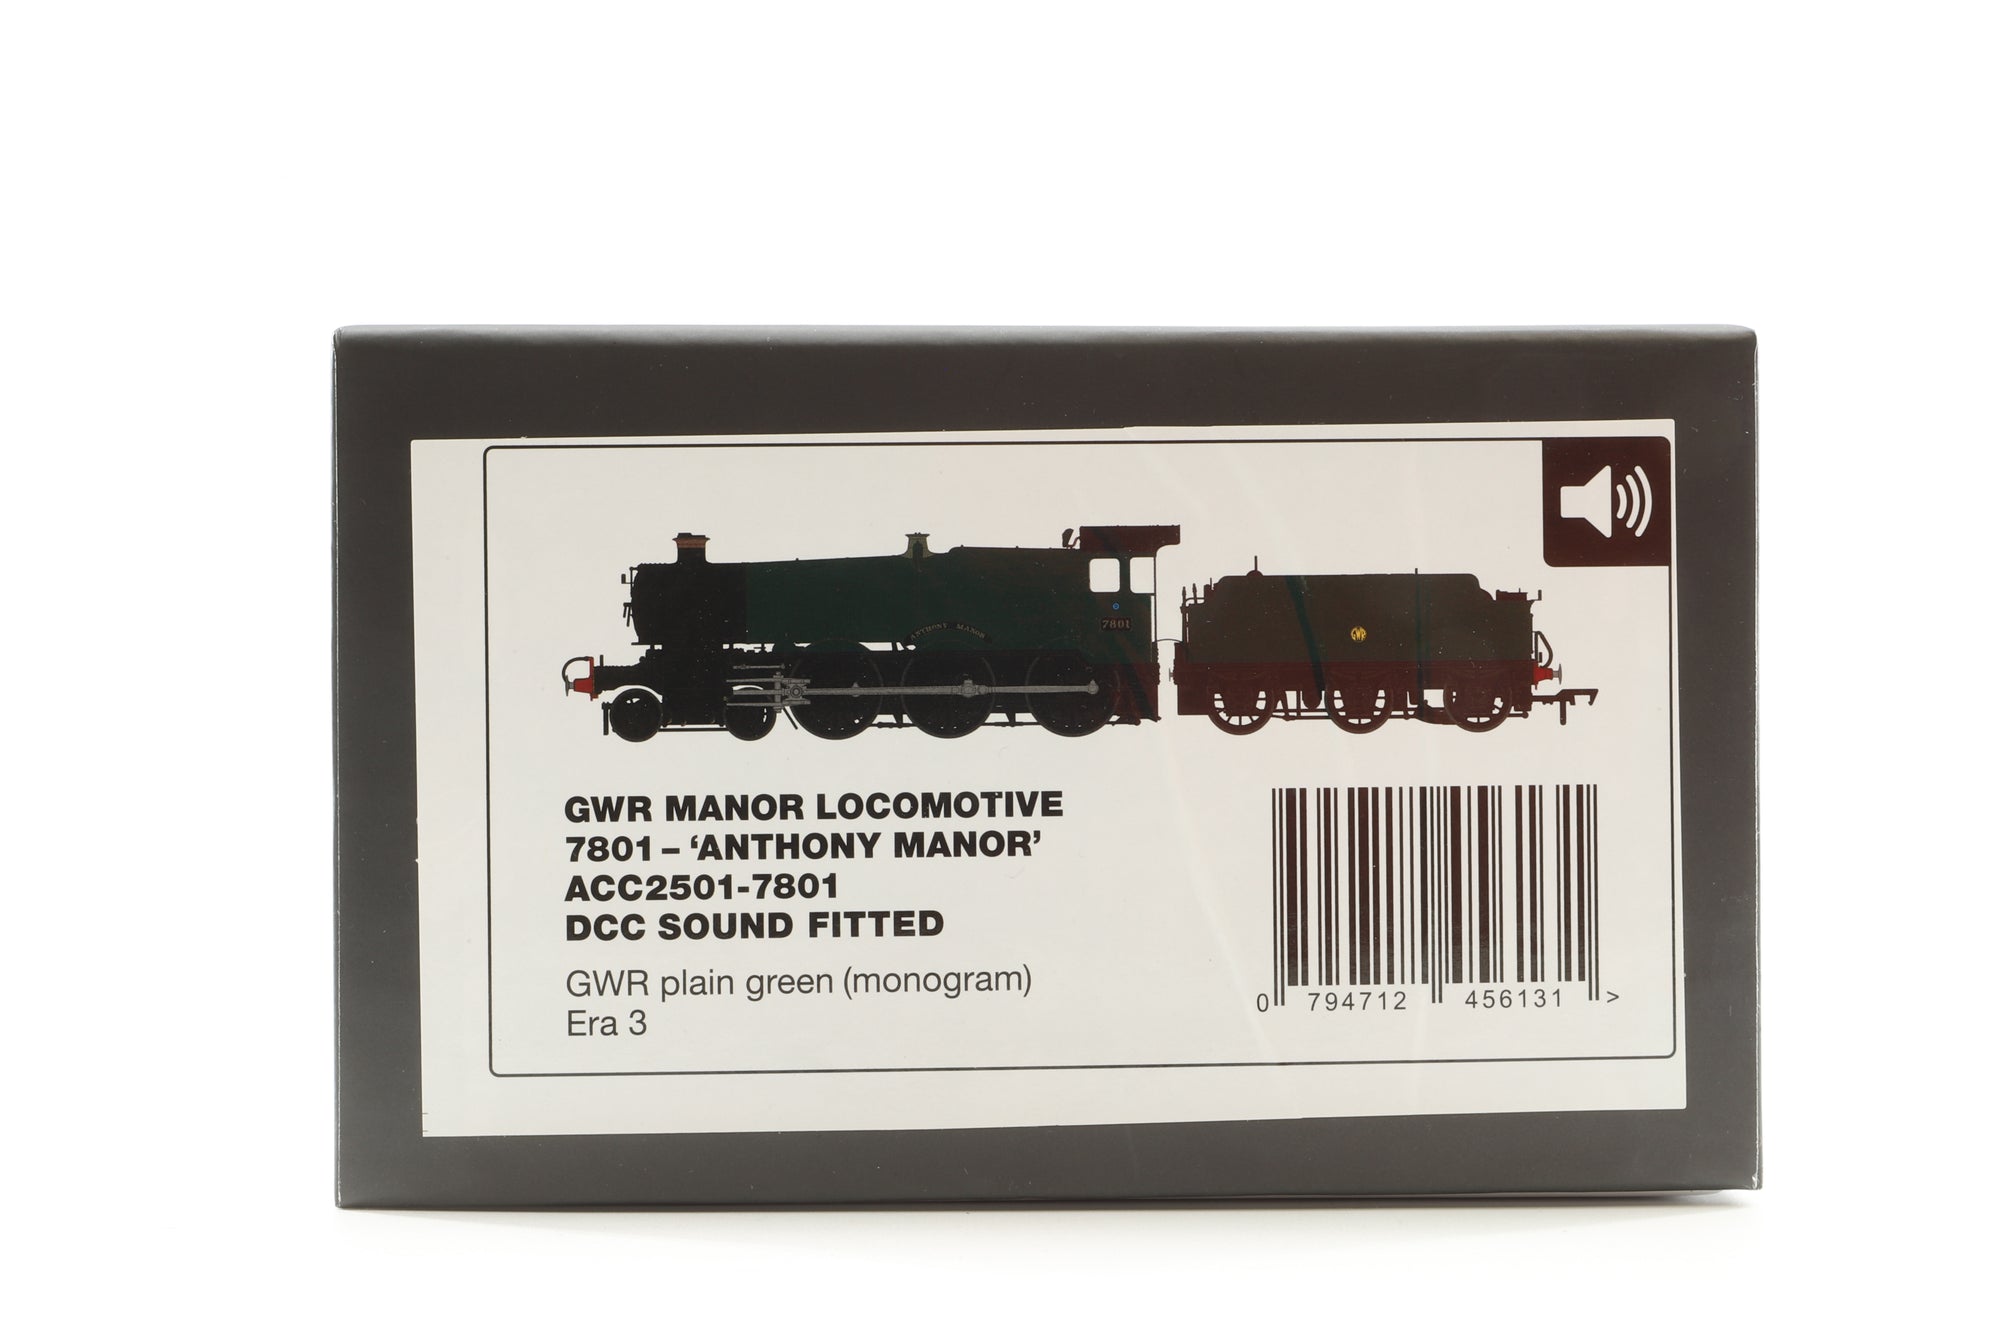 ANTHONY MANOR
7801
GWR
GWR MANOR LOCOMOTIVE
7801 – ‘ANTHONY MANOR’
ACC2501-7801
DCC SOUND FITTED
GWR plain green (monogram)
Era 3
0 794712 456131 >